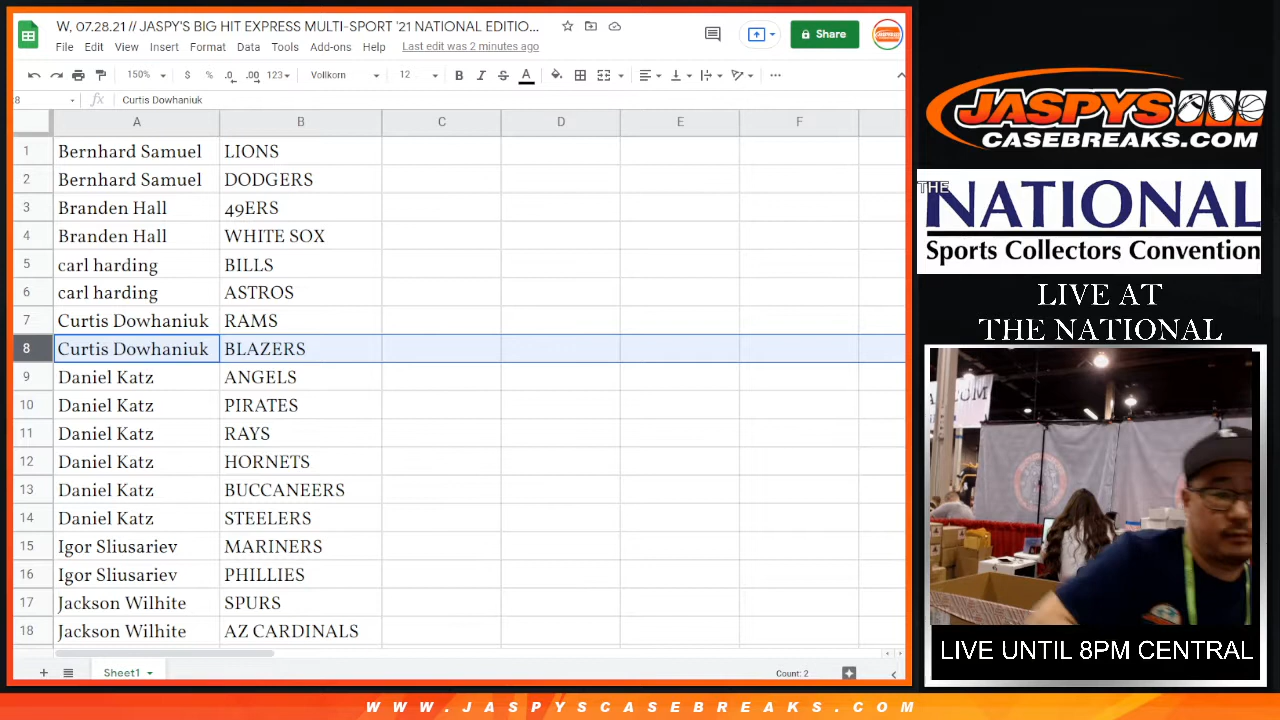 W, 07.28.21 // JASPY'S BIG HIT EXPRESS MULTI-SPORT '21 NATIONAL EDITIO...
File Edit View Insert Format Data Tools Add-ons Help Last edit was 2 minutes ago
Share
150% $ % .0 .00 123 Vollkorn 12 B I S A
8 fx Curtis Dowhaniuk
A B C D E F
1 Bernhard Samuel LIONS
2 Bernhard Samuel DODGERS
3 Branden Hall 49ERS
4 Branden Hall WHITE SOX
5 carl harding BILLS
6 carl harding ASTROS
7 Curtis Dowhaniuk RAMS
8 Curtis Dowhaniuk BLAZERS
9 Daniel Katz ANGELS
10 Daniel Katz PIRATES
11 Daniel Katz RAYS
12 Daniel Katz HORNETS
13 Daniel Katz BUCCANEERS
14 Daniel Katz STEELERS
15 Igor Sliusariev MARINERS
16 Igor Sliusariev PHILLIES
17 Jackson Wilhite SPURS
18 Jackson Wilhite AZ CARDINALS
Sheet1 Count: 2
JASPYS
CASEBREAKS.COM
THE
NATIONAL
Sports Collectors Convention
LIVE AT
THE NATIONAL
LIVE UNTIL 8PM CENTRAL
WWW.JASPYSCASEBREAKS.COM